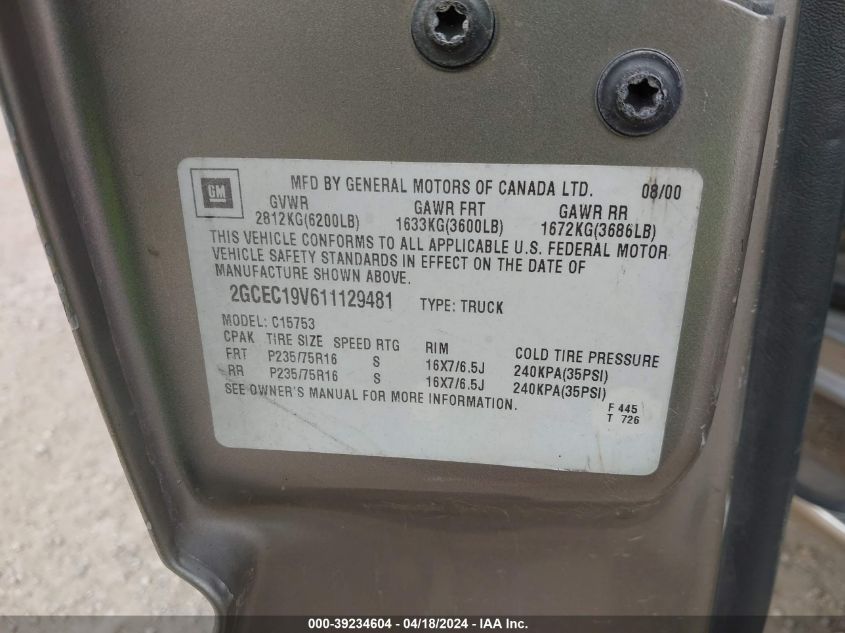 GM
MFD BY GENERAL MOTORS OF CANADA LTD. 08/00
GVWR GAWR FRT GAWR RR
2812KG(6200LB) 1633KG(3600LB) 1672KG(3686LB)
THIS VEHICLE CONFORMS TO ALL APPLICABLE U.S. FEDERAL MOTOR
VEHICLE SAFETY STANDARDS IN EFFECT ON THE DATE OF
MANUFACTURE SHOWN ABOVE.
2GCEC19V611129481 TYPE: TRUCK
MODEL: C15753
CPAK TIRE SIZE SPEED RTG RIM COLD TIRE PRESSURE
FRT P235/75R16 S 16X7/6.5J 240KPA(35PSI)
RR P235/75R16 S 16X7/6.5J 240KPA(35PSI)
SEE OWNER'S MANUAL FOR MORE INFORMATION.
F 445
T 726
000-39234604 - 04/18/2024 - IAA Inc.